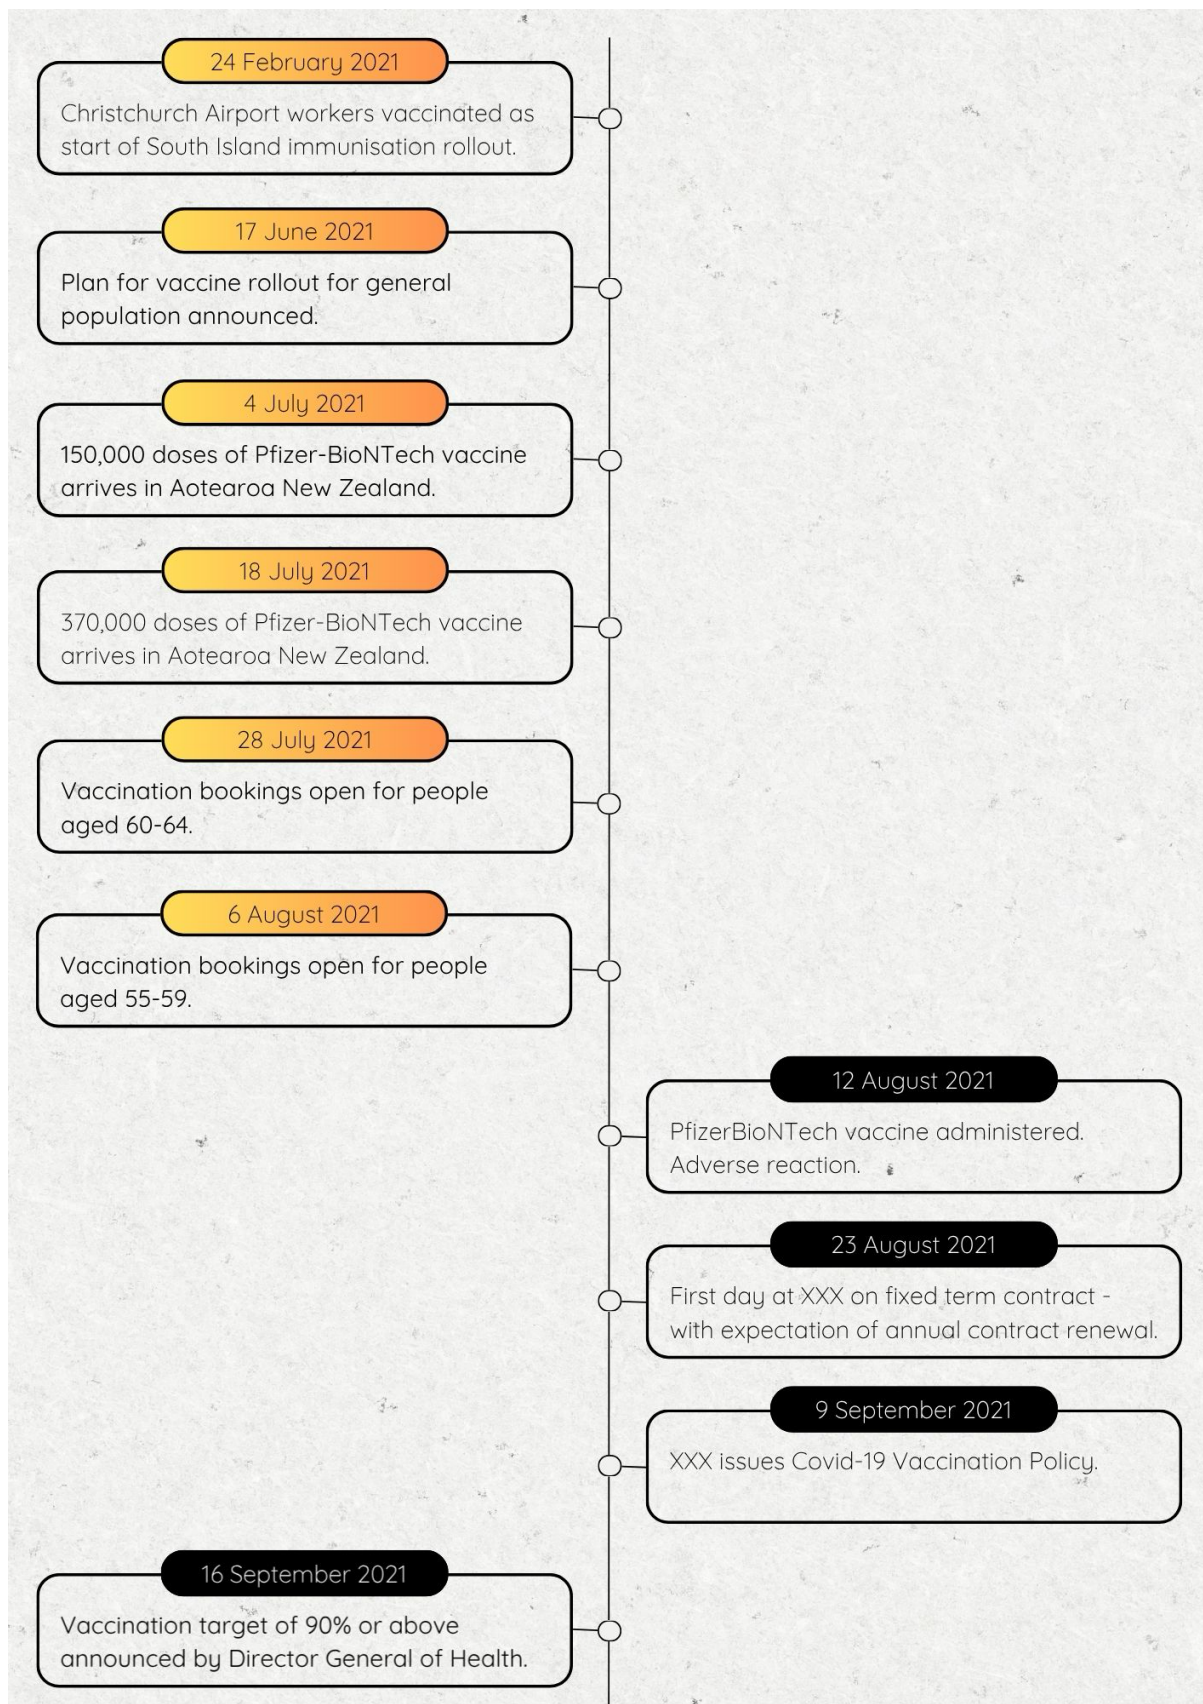 24 February 2021
Christchurch Airport workers vaccinated as
start of South Island immunisation rollout.
17 June 2021
Plan for vaccine rollout for general
population announced.
4 July 2021
150,000 doses of Pfizer-BioNTech vaccine
arrives in Aotearoa New Zealand.
18 July 2021
370,000 doses of Pfizer-BioNTech vaccine
arrives in Aotearoa New Zealand.
28 July 2021
Vaccination bookings open for people
aged 60-64.
6 August 2021
Vaccination bookings open for people
aged 55-59.
12 August 2021
PfizerBioNTech vaccine administered.
Adverse reaction.
23 August 2021
First day at XXX on fixed term contract -
with expectation of annual contract renewal.
9 September 2021
XXX issues Covid-19 Vaccination Policy.
16 September 2021
Vaccination target of 90% or above
announced by Director General of Health.